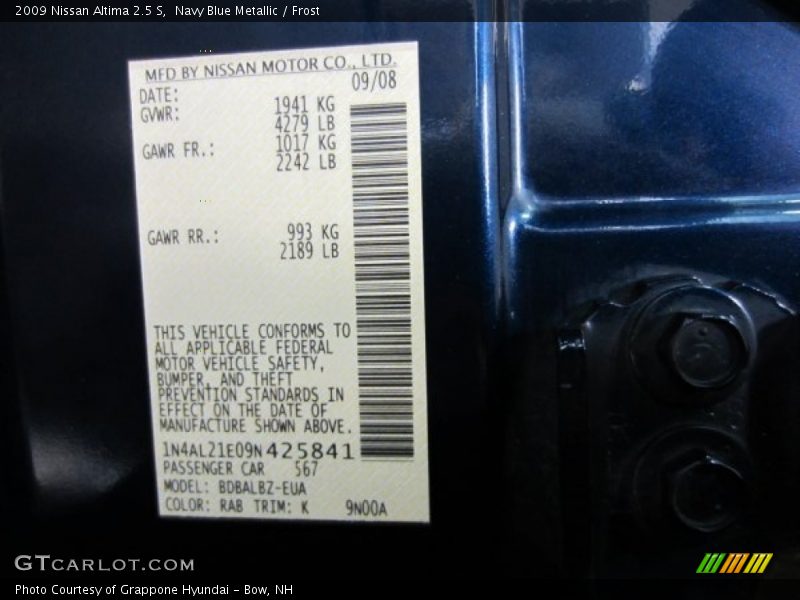 2009 Nissan Altima 2.5 S,  Navy Blue Metallic / Frost
MFD BY NISSAN MOTOR CO., LTD.
DATE: 09/08
GVWR: 1941 KG
4279 LB
GAWR FR.: 1017 KG
2242 LB
GAWR RR.: 993 KG
2189 LB
THIS VEHICLE CONFORMS TO
ALL APPLICABLE FEDERAL
MOTOR VEHICLE SAFETY,
BUMPER, AND THEFT
PREVENTION STANDARDS IN
EFFECT ON THE DATE OF
MANUFACTURE SHOWN ABOVE.
1N4AL21E09N425841
PASSENGER CAR 567
MODEL: BDBALBZ-EUA
COLOR: RAB TRIM: K 9N00A
GTCARLOT.COM
Photo Courtesy of Grappone Hyundai - Bow, NH